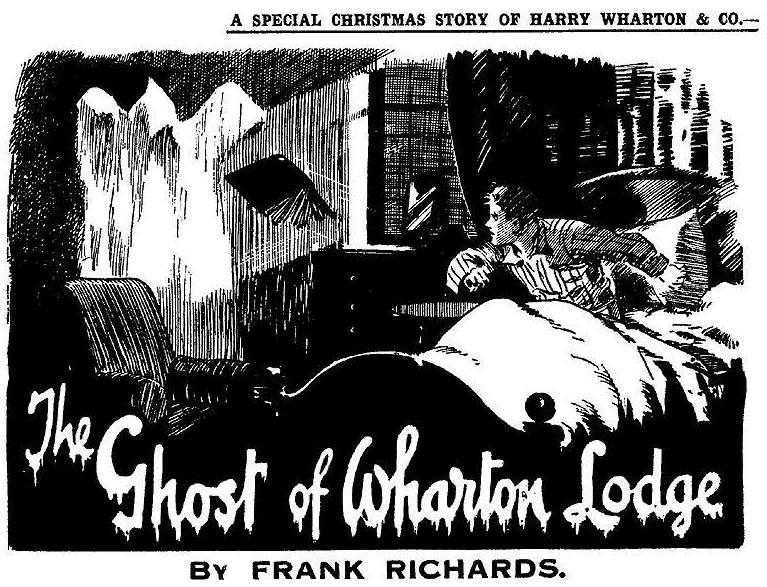 A SPECIAL CHRISTMAS STORY OF HARRY WHARTON & CO.—
The Ghost of Wharton Lodge
By FRANK RICHARDS.